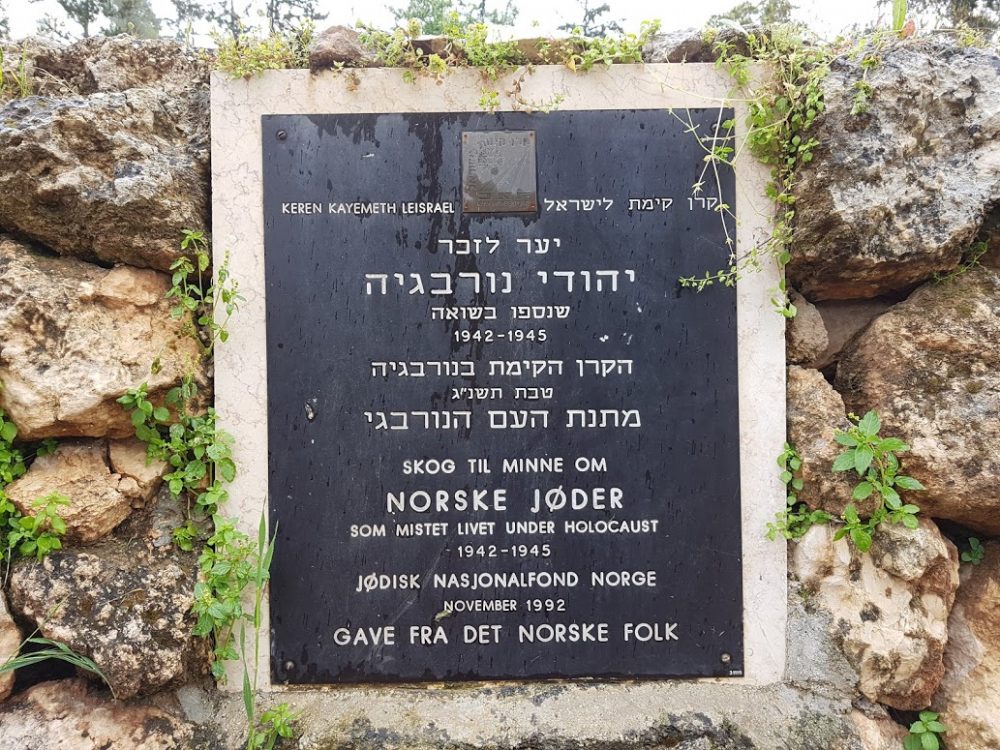 KEREN KAYEMETH LEISRAEL קרן קימת לישראל
יער לזכר
יהודי נורבגיה
שנספו בשואה
1942-1945
הקרן הקימת בנורבגיה
טבת תשנ״ג
מתנת העם הנורבגי
SKOG TIL MINNE OM
NORSKE JØDER
SOM MISTET LIVET UNDER HOLOCAUST
1942-1945
JØDISK NASJONALFOND NORGE
NOVEMBER 1992
GAVE FRA DET NORSKE FOLK